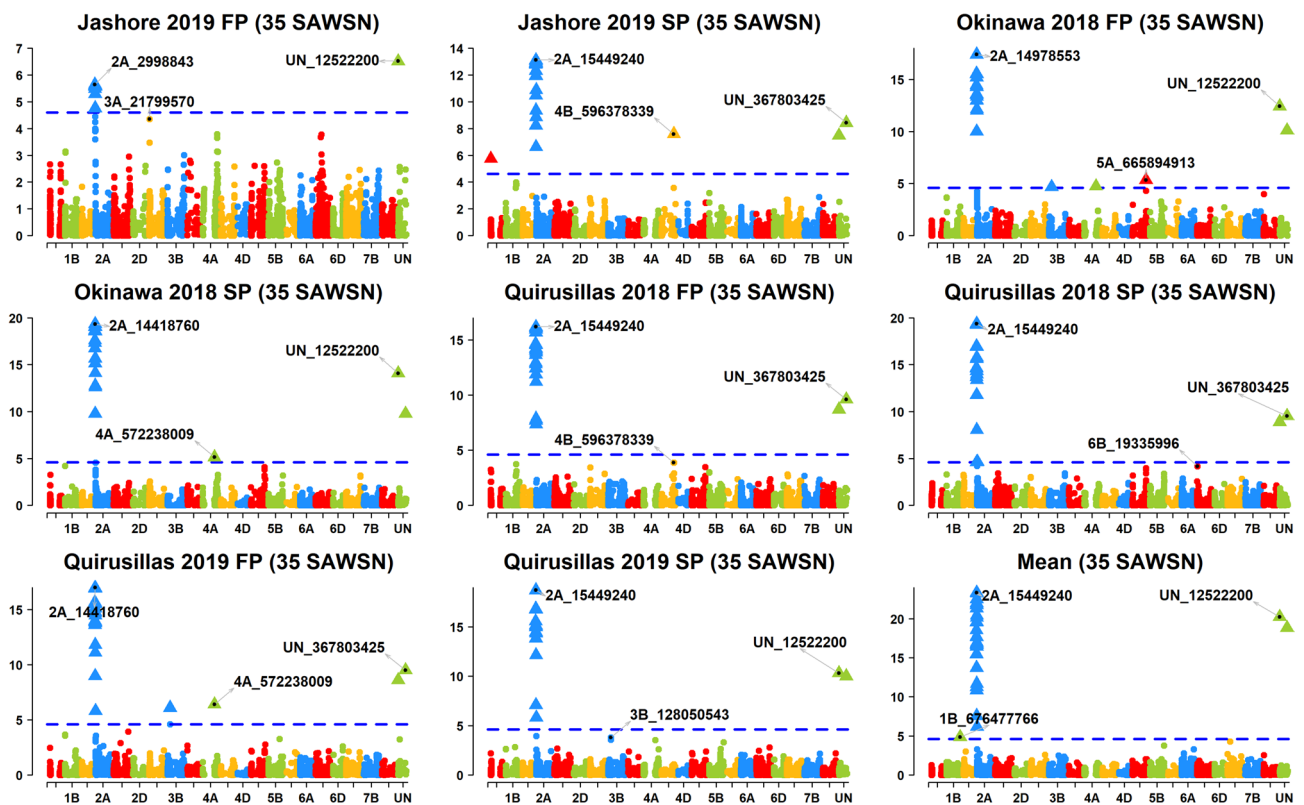 Jashore 2019 FP (35 SAWSN)
7
6
5
4
3
2
1
0
2A_2998843
3A_21799570
UN_12522200
1B 2A 2D 3B 4A 4D 5B 6A 6D 7B UN
Jashore 2019 SP (35 SAWSN)
14
12
10
8
6
4
2
0
2A_15449240
4B_596378339
UN_367803425
1B 2A 2D 3B 4A 4D 5B 6A 6D 7B UN
Okinawa 2018 FP (35 SAWSN)
15
10
5
0
2A_14978553
UN_12522200
5A_665894913
1B 2A 2D 3B 4A 4D 5B 6A 6D 7B UN
Okinawa 2018 SP (35 SAWSN)
20
15
10
5
0
2A_14418760
UN_12522200
4A_572238009
1B 2A 2D 3B 4A 4D 5B 6A 6D 7B UN
Quirusillas 2018 FP (35 SAWSN)
15
10
5
0
2A_15449240
UN_367803425
4B_596378339
1B 2A 2D 3B 4A 4D 5B 6A 6D 7B UN
Quirusillas 2018 SP (35 SAWSN)
20
15
10
5
0
2A_15449240
UN_367803425
6B_19335996
1B 2A 2D 3B 4A 4D 5B 6A 6D 7B UN
Quirusillas 2019 FP (35 SAWSN)
15
10
5
0
2A_14418760
UN_367803425
4A_572238009
1B 2A 2D 3B 4A 4D 5B 6A 6D 7B UN
Quirusillas 2019 SP (35 SAWSN)
15
10
5
0
2A_15449240
UN_12522200
3B_128050543
1B 2A 2D 3B 4A 4D 5B 6A 6D 7B UN
Mean (35 SAWSN)
20
15
10
5
0
2A_15449240
UN_12522200
1B_676477766
1B 2A 2D 3B 4A 4D 5B 6A 6D 7B UN